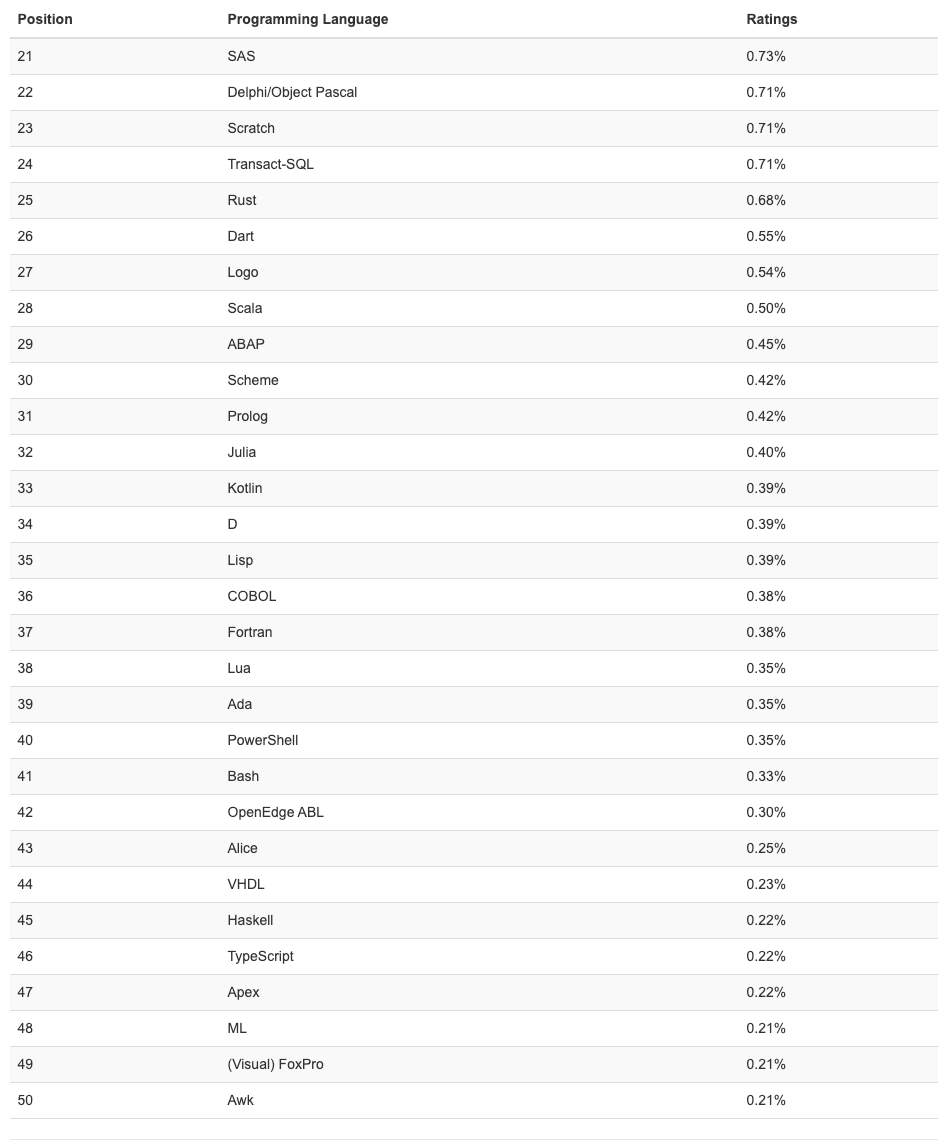 Position Programming Language Ratings
21 SAS 0.73%
22 Delphi/Object Pascal 0.71%
23 Scratch 0.71%
24 Transact-SQL 0.71%
25 Rust 0.68%
26 Dart 0.55%
27 Logo 0.54%
28 Scala 0.50%
29 ABAP 0.45%
30 Scheme 0.42%
31 Prolog 0.42%
32 Julia 0.40%
33 Kotlin 0.39%
34 D 0.39%
35 Lisp 0.39%
36 COBOL 0.38%
37 Fortran 0.38%
38 Lua 0.35%
39 Ada 0.35%
40 PowerShell 0.35%
41 Bash 0.33%
42 OpenEdge ABL 0.30%
43 Alice 0.25%
44 VHDL 0.23%
45 Haskell 0.22%
46 TypeScript 0.22%
47 Apex 0.22%
48 ML 0.21%
49 (Visual) FoxPro 0.21%
50 Awk 0.21%